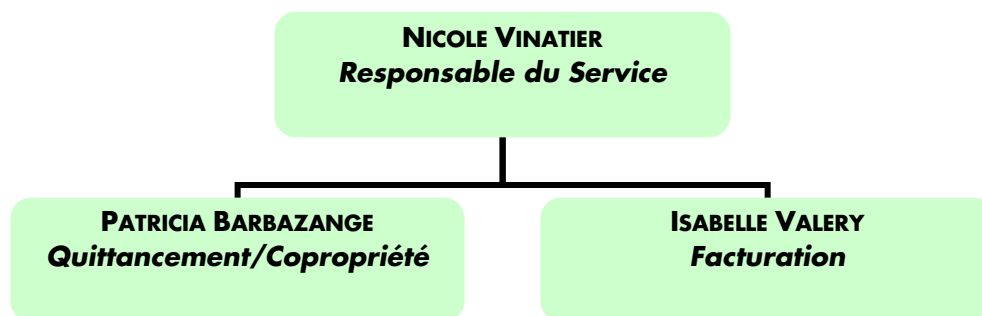 NICOLE VINATIER
Responsable du Service
PATRICIA BARBAZANGE
Quittancement/Copropriété
ISABELLE VALERY
Facturation